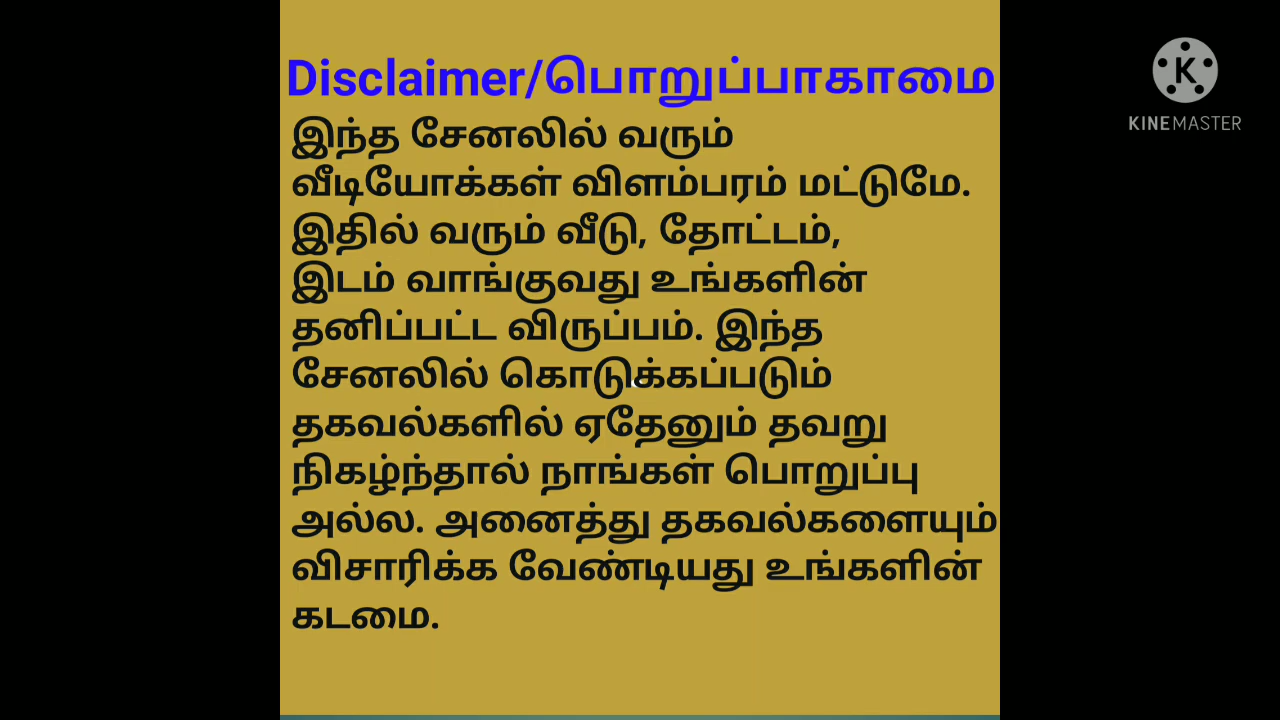 Disclaimer/பொறுப்பாகாமை
இந்த சேனலில் வரும்
வீடியோக்கள் விளம்பரம் மட்டுமே.
இதில் வரும் வீடு, தோட்டம்,
இடம் வாங்குவது உங்களின்
தனிப்பட்ட விருப்பம். இந்த
சேனலில் கொடுக்கப்படும்
தகவல்களில் ஏதேனும் தவறு
நிகழ்ந்தால் நாங்கள் பொறுப்பு
அல்ல. அனைத்து தகவல்களையும்
விசாரிக்க வேண்டியது உங்களின்
கடமை.
K
KINEMASTER